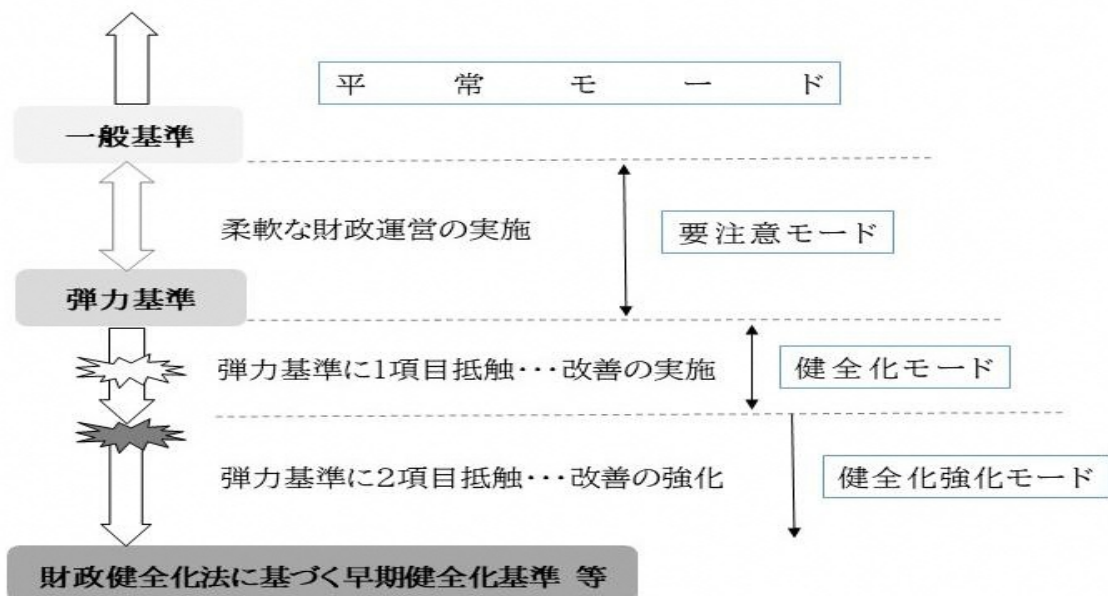 平常モード
一般基準
柔軟な財政運営の実施
要注意モード
弾力基準
弾力基準に1項目抵触･･･改善の実施
健全化モード
弾力基準に2項目抵触･･･改善の強化
健全化強化モード
財政健全化法に基づく早期健全化基準 等